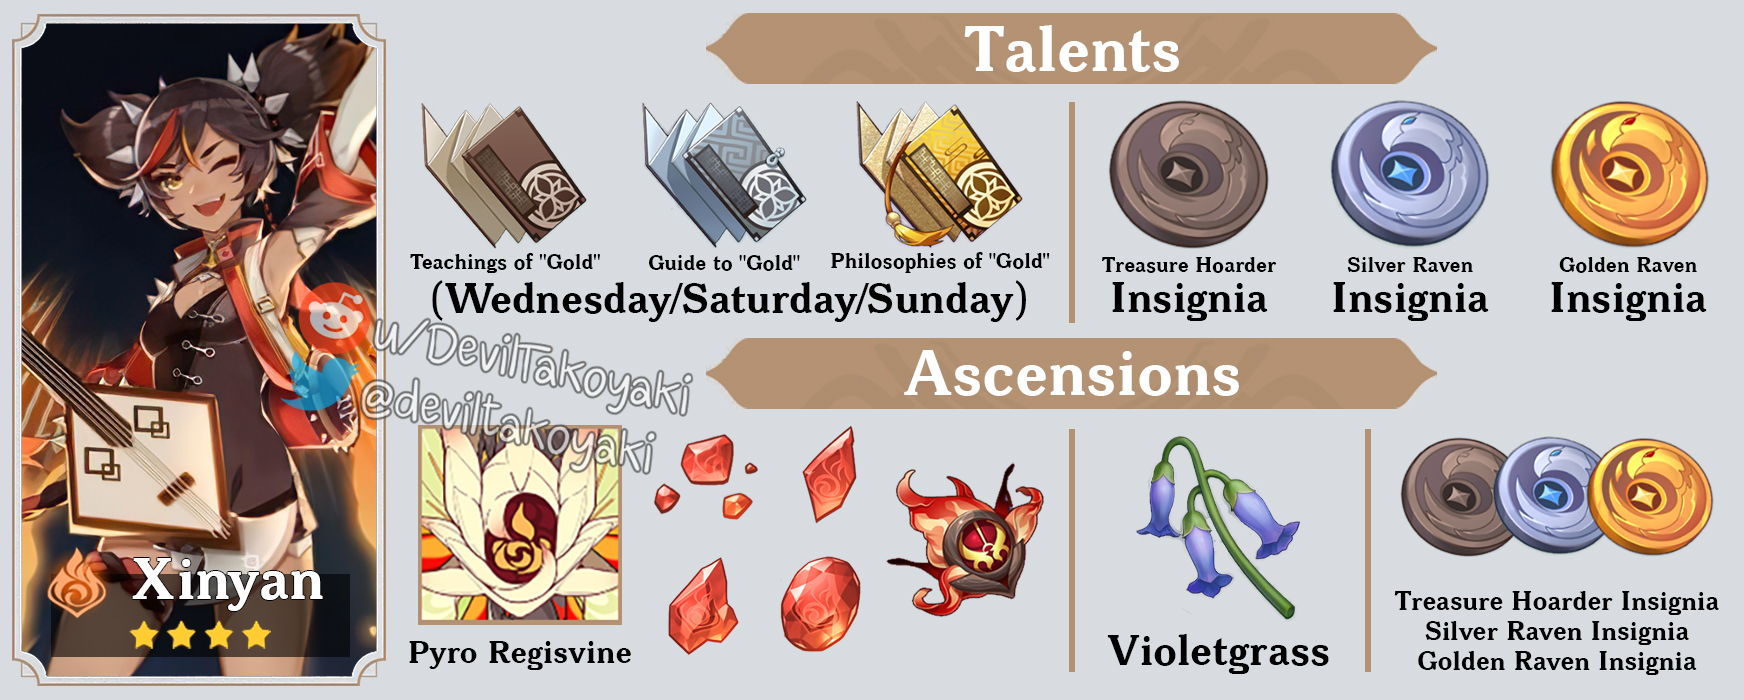 Talents
Teachings of "Gold"
Guide to "Gold"
Philosophies of "Gold"
(Wednesday/Saturday/Sunday)
Treasure Hoarder
Insignia
Silver Raven
Insignia
Golden Raven
Insignia
u/DevilTakoyaki
@deviltakoyaki
Ascensions
Xinyan
Pyro Regisvine
Violetgrass
Treasure Hoarder Insignia
Silver Raven Insignia
Golden Raven Insignia